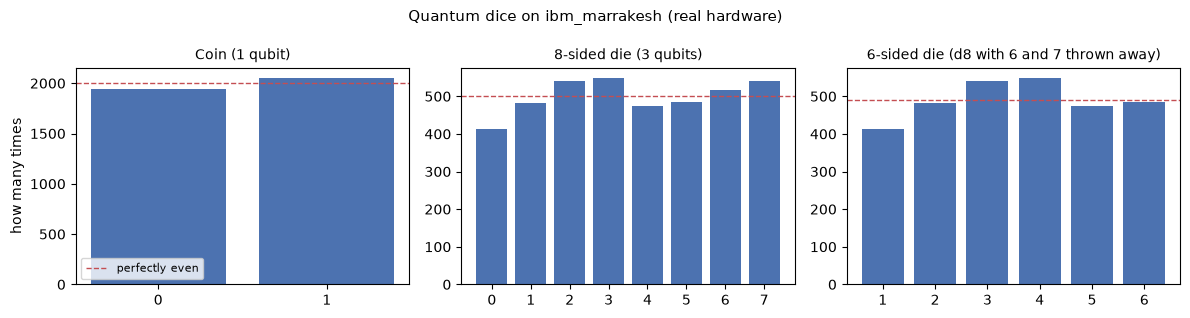 Quantum dice on ibm_marrakesh (real hardware)
Coin (1 qubit)
2000
1500
1000
500
0
how many times
perfectly even
0 1
8-sided die (3 qubits)
500
400
300
200
100
0
0 1 2 3 4 5 6 7
6-sided die (d8 with 6 and 7 thrown away)
500
400
300
200
100
0
1 2 3 4 5 6